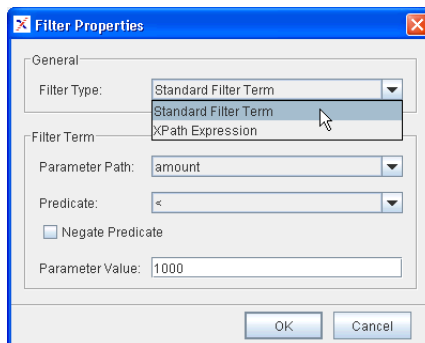 Filter Properties
General
Filter Type: Standard Filter Term
Standard Filter Term
XPath Expression
Filter Term
Parameter Path: amount
Predicate: <
Negate Predicate
Parameter Value: 1000
OK Cancel